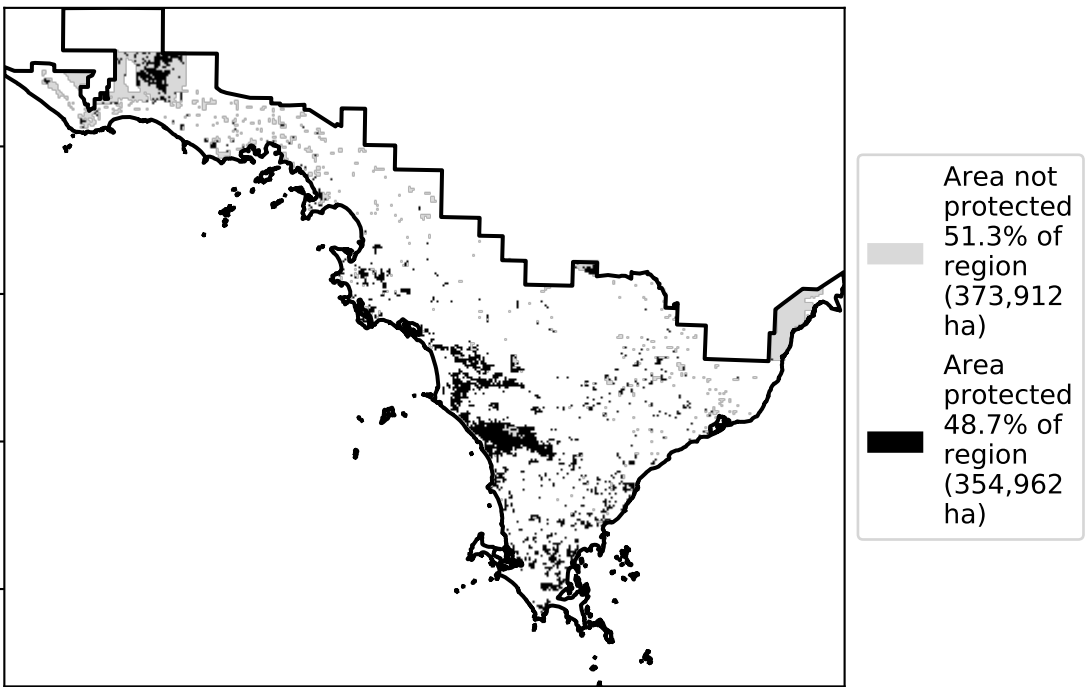 Area not
protected
51.3% of
region
(373,912
ha)
Area
protected
48.7% of
region
(354,962
ha)